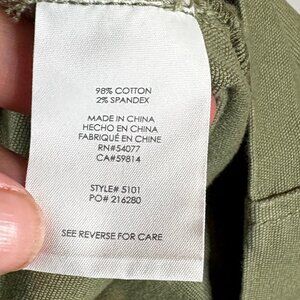 98% COTTON
2% SPANDEX
MADE IN CHINA
HECHO EN CHINA
FABRIQUÉ EN CHINE
RN#54077
CA#59814
STYLE# 5101
PO# 216280
SEE REVERSE FOR CARE